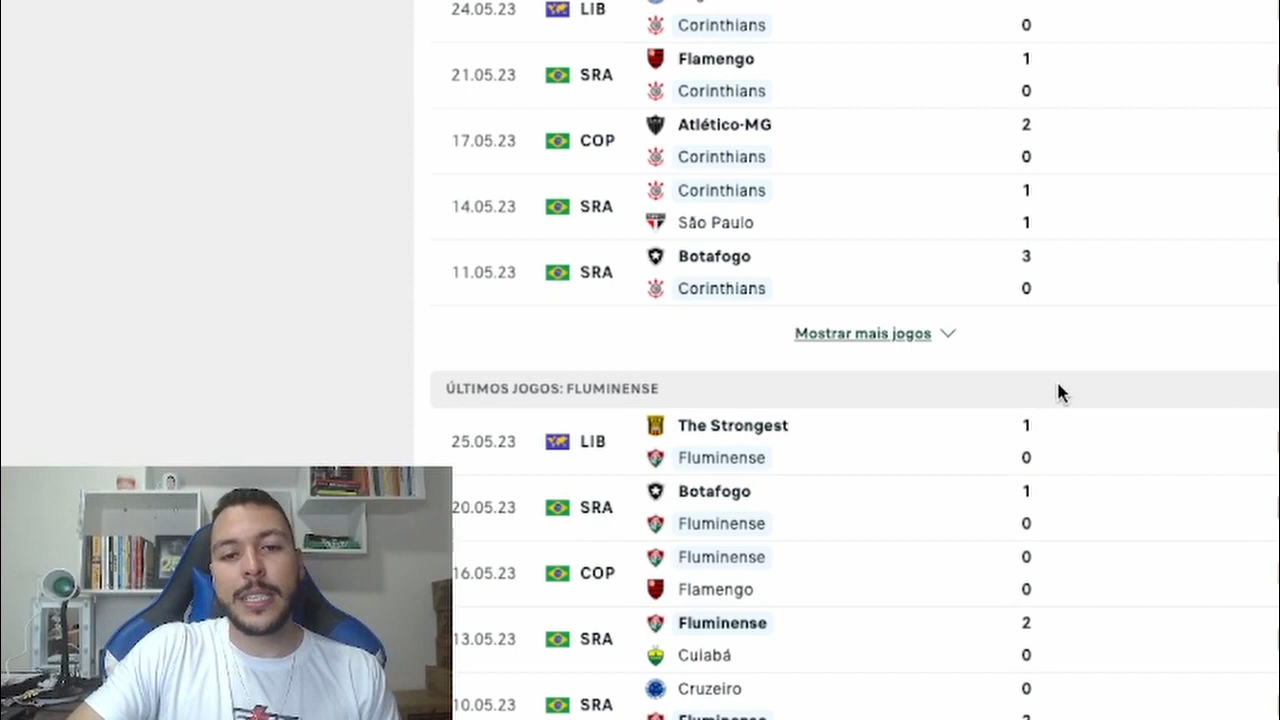 24.05.23 LIB
Corinthians 0
21.05.23 SRA Flamengo 1
Corinthians 0
17.05.23 COP Atlético-MG 2
Corinthians 0
14.05.23 SRA Corinthians 1
São Paulo 1
11.05.23 SRA Botafogo 3
Corinthians 0
Mostrar mais jogos
ÚLTIMOS JOGOS: FLUMINENSE
25.05.23 LIB The Strongest 1
Fluminense 0
20.05.23 SRA Botafogo 1
Fluminense 0
16.05.23 COP Fluminense 0
Flamengo 0
13.05.23 SRA Fluminense 2
Cuiabá 0
10.05.23 SRA Cruzeiro 0
Fluminense